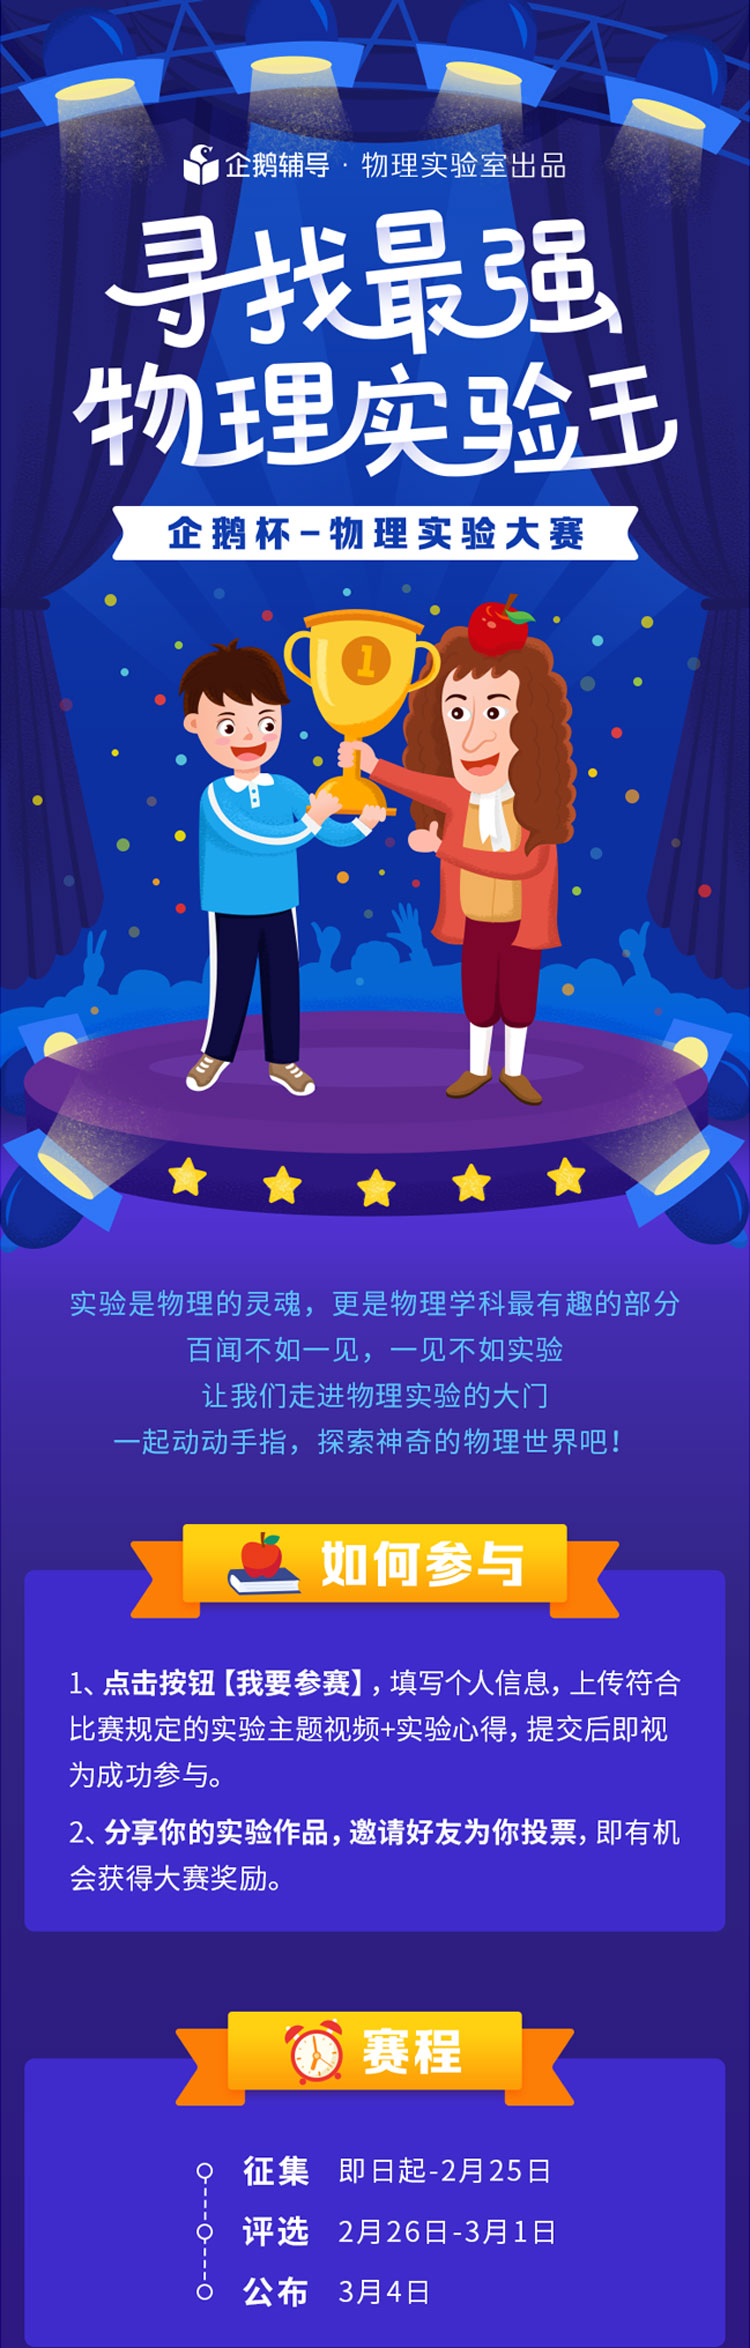 企鹅辅导 · 物理实验室出品
寻找最强
物理实验王
企鹅杯-物理实验大赛
1
实验是物理的灵魂，更是物理学科最有趣的部分
百闻不如一见，一见不如实验
让我们走进物理实验的大门
一起动动手指，探索神奇的物理世界吧！
如何参与
1、点击按钮【我要参赛】，填写个人信息，上传符合
比赛规定的实验主题视频+实验心得，提交后即视
为成功参与。
2、分享你的实验作品，邀请好友为你投票，即有机
会获得大赛奖励。
赛程
征集 即日起-2月25日
评选 2月26日-3月1日
公布 3月4日